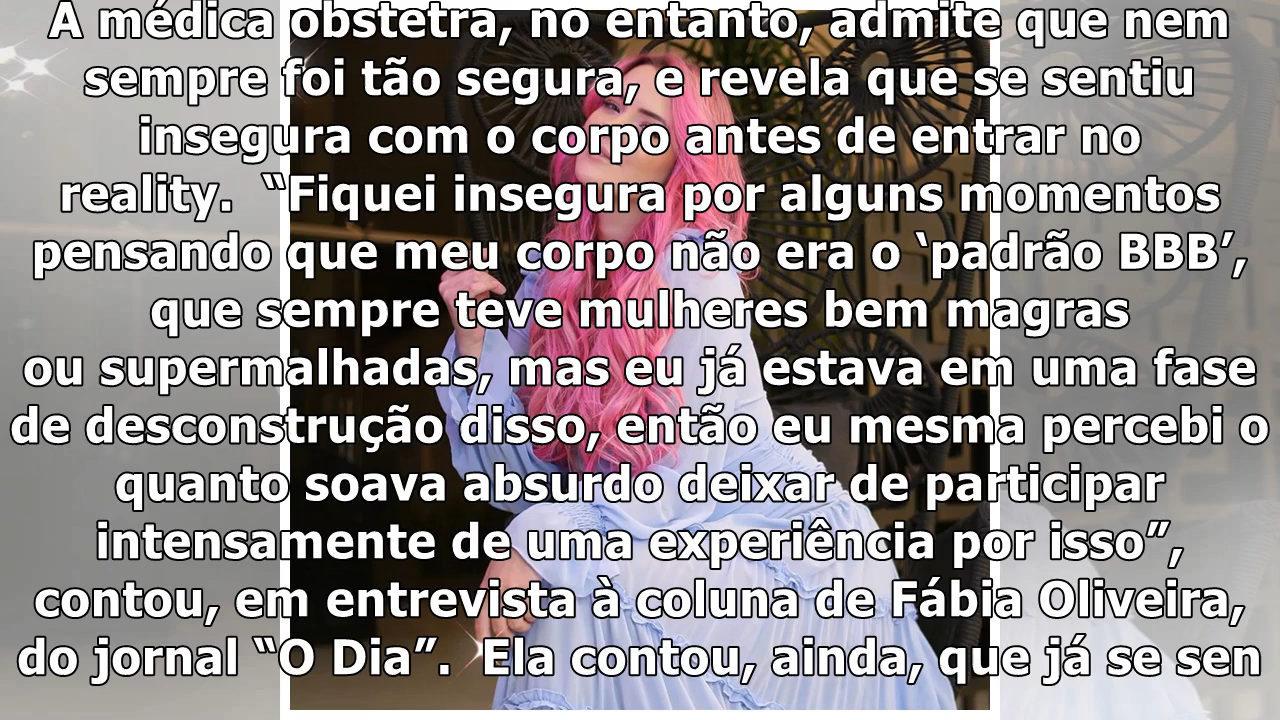 A médica obstetra, no entanto, admite que nem
sempre foi tão segura, e revela que se sentiu
insegura com o corpo antes de entrar no
reality.  “Fiquei insegura por alguns momentos
pensando que meu corpo não era o ‘padrão BBB’,
que sempre teve mulheres bem magras
ou supermalhadas, mas eu já estava em uma fase
de desconstrução disso, então eu mesma percebi o
quanto soava absurdo deixar de participar
intensamente de uma experiência por isso”,
contou, em entrevista à coluna de Fábia Oliveira,
do jornal “O Dia”.  Ela contou, ainda, que já se sen